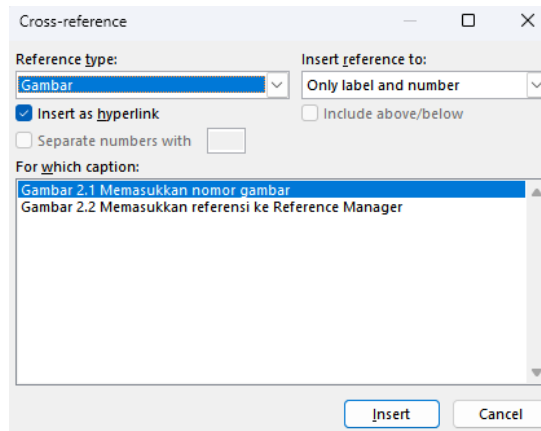 Cross-reference
Reference type:
Insert reference to:
Gambar
Only label and number
Insert as hyperlink
Include above/below
Separate numbers with
For which caption:
Gambar 2.1 Memasukkan nomor gambar
Gambar 2.2 Memasukkan referensi ke Reference Manager
Insert
Cancel